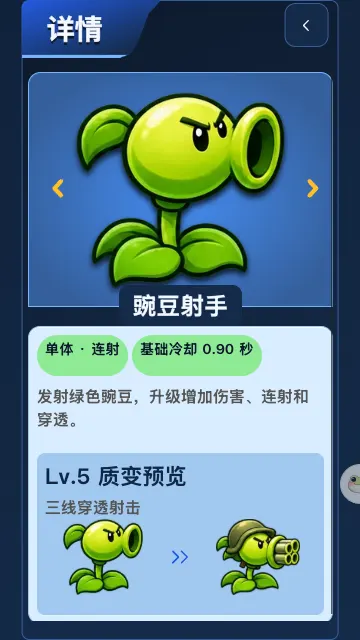 详情
豌豆射手
单体 · 连射
基础冷却 0.90 秒
发射绿色豌豆，升级增加伤害、连射和
穿透。
Lv.5 质变预览
三线穿透射击